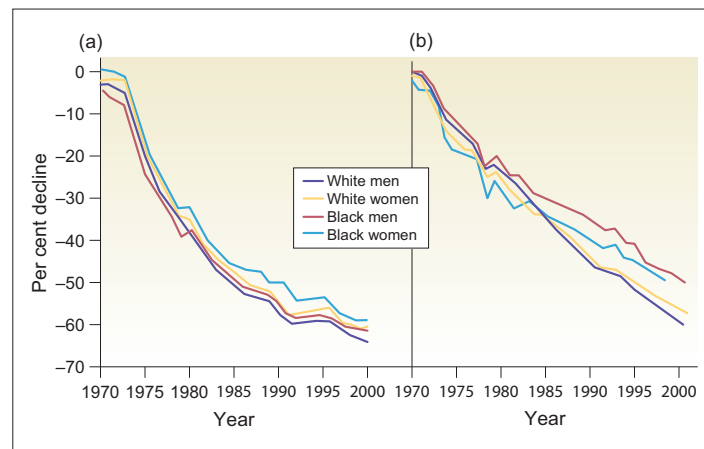 (a)
(b)
0
–10
–20
–30
–40
–50
–60
–70
Per cent decline
White men
White women
Black men
Black women
1970 1975 1980 1985 1990 1995 2000
1970 1975 1980 1985 1990 1995 2000
Year
Year